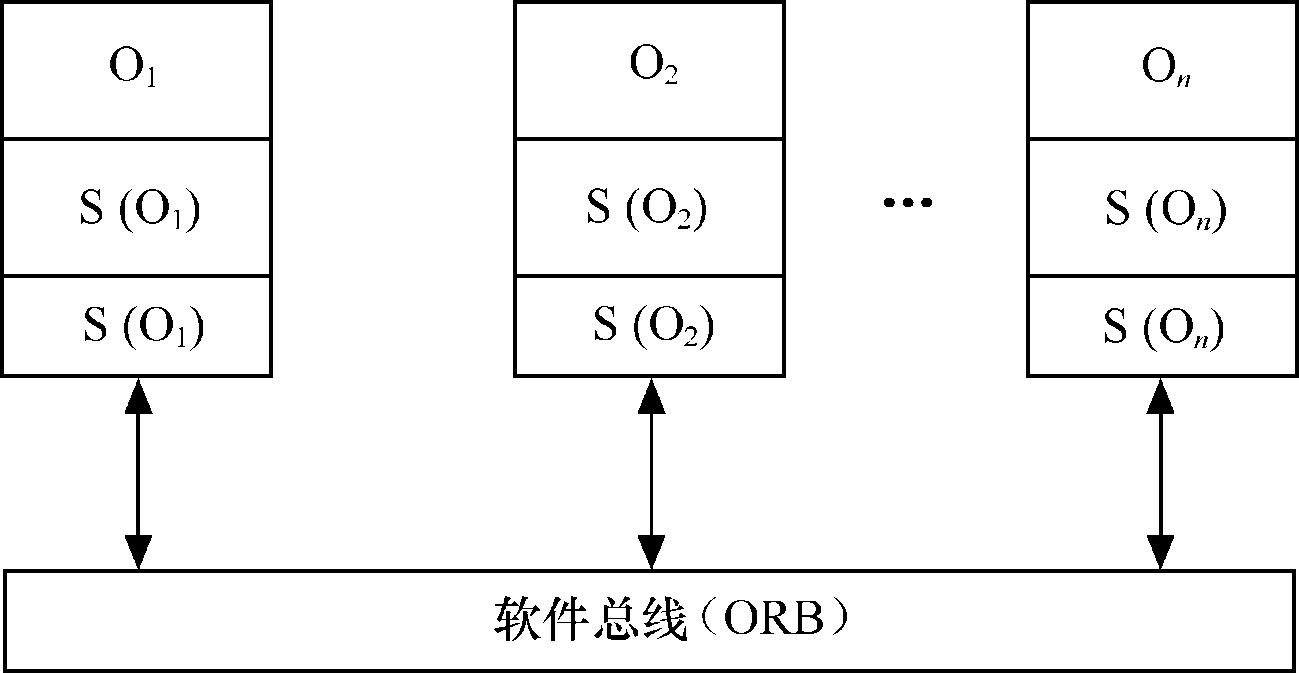 O₁ O₂ Oₙ
S (O₁) S (O₂) ··· S (Oₙ)
S (O₁) S (O₂) S (Oₙ)
软件总线（ORB）